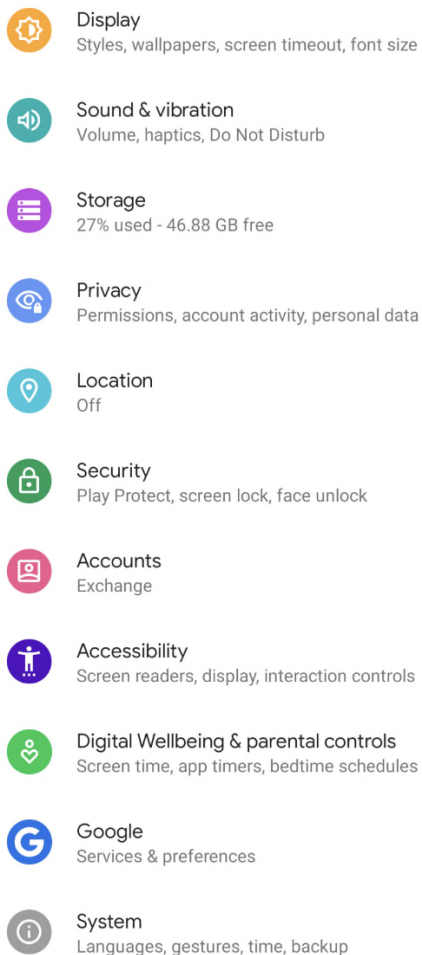 Display
Styles, wallpapers, screen timeout, font size
Sound & vibration
Volume, haptics, Do Not Disturb
Storage
27% used - 46.88 GB free
Privacy
Permissions, account activity, personal data
Location
Off
Security
Play Protect, screen lock, face unlock
Accounts
Exchange
Accessibility
Screen readers, display, interaction controls
Digital Wellbeing & parental controls
Screen time, app timers, bedtime schedules
Google
Services & preferences
System
Languages, gestures, time, backup